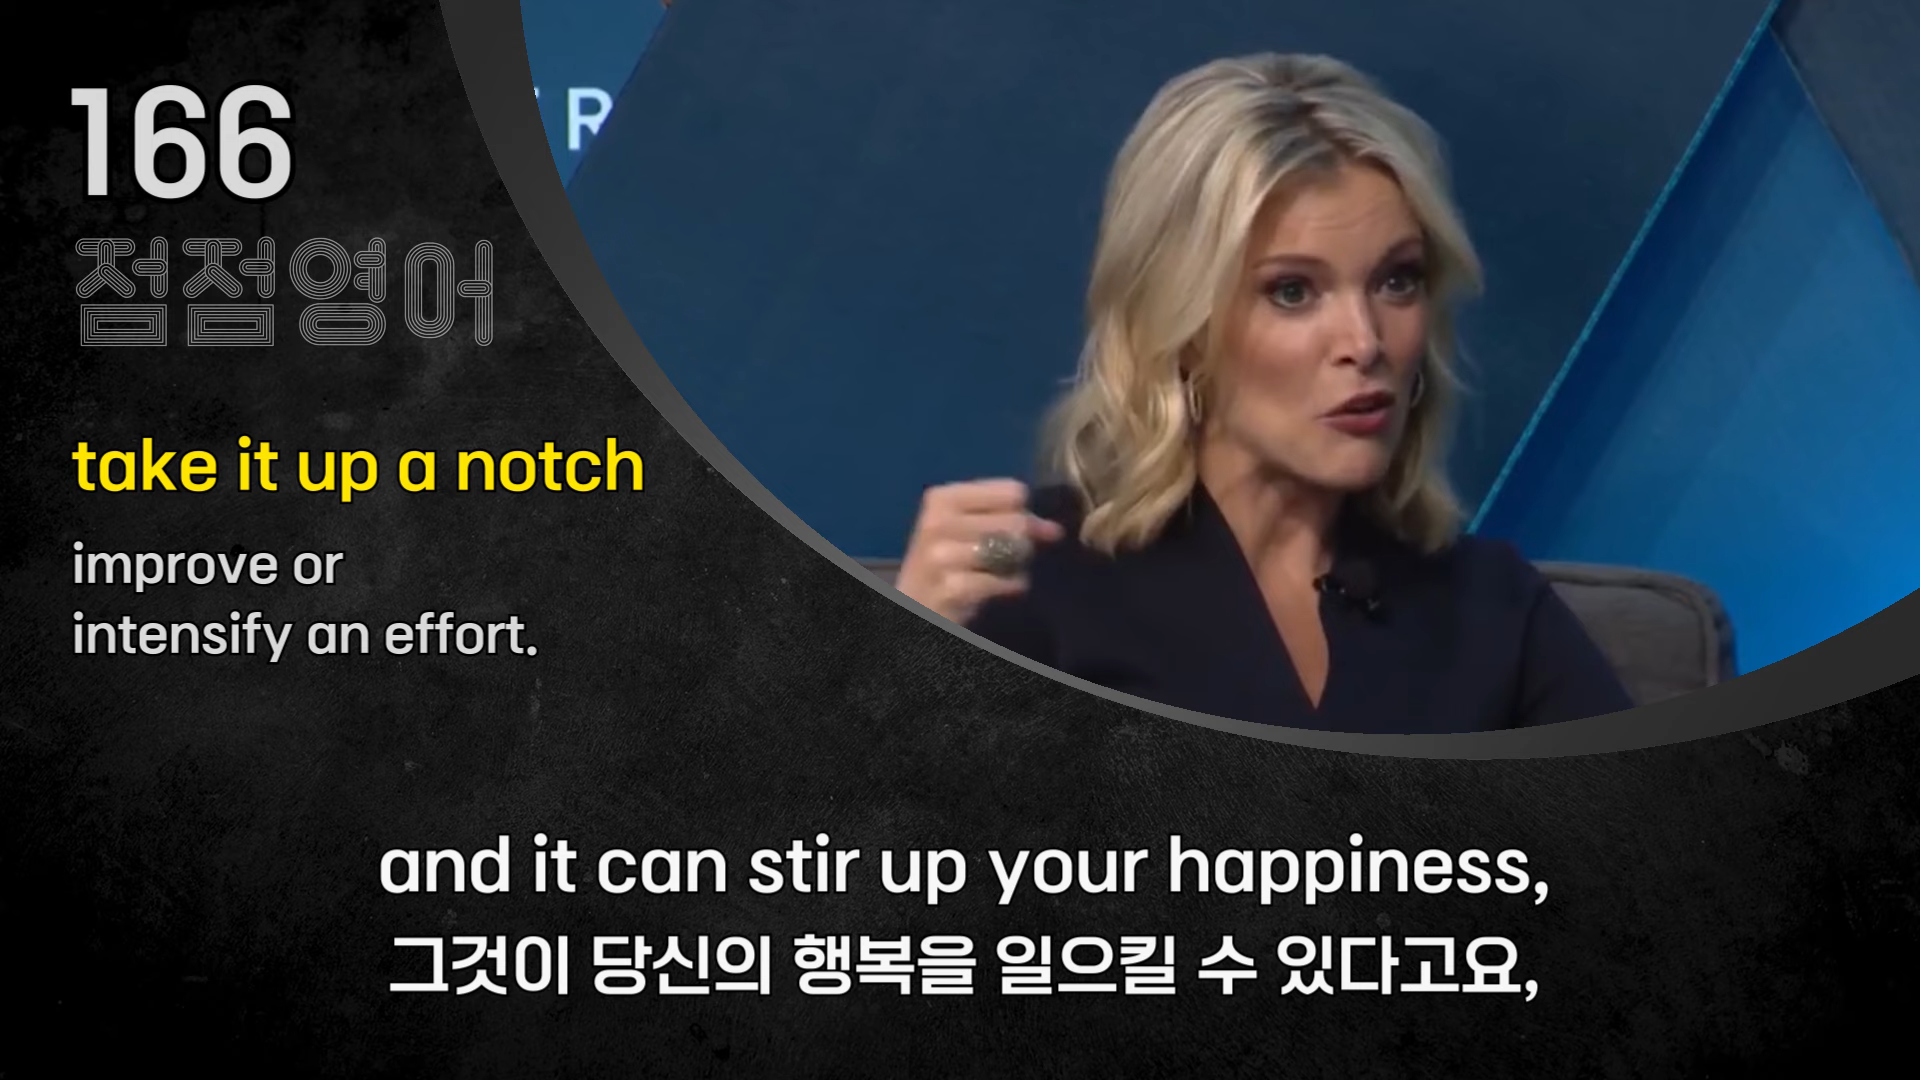 166
점점영어
take it up a notch
improve or
intensify an effort.
R
and it can stir up your happiness,
그것이 당신의 행복을 일으킬 수 있다고요,